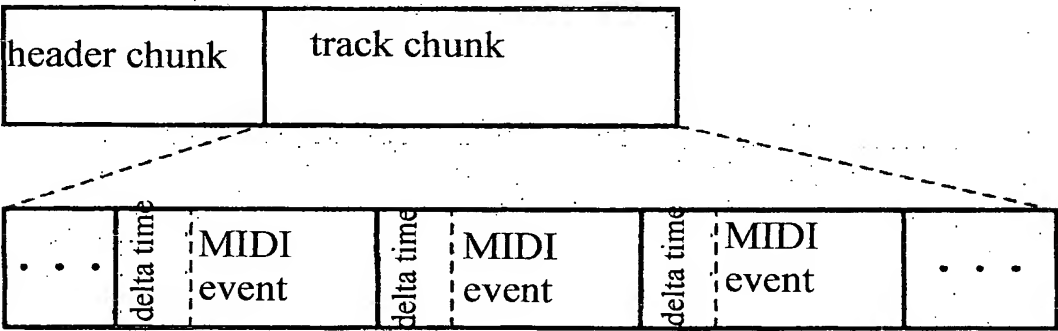 header chunk
track chunk
. . .
delta time
MIDI
event
delta time
MIDI
event
delta time
MIDI
event
. . .